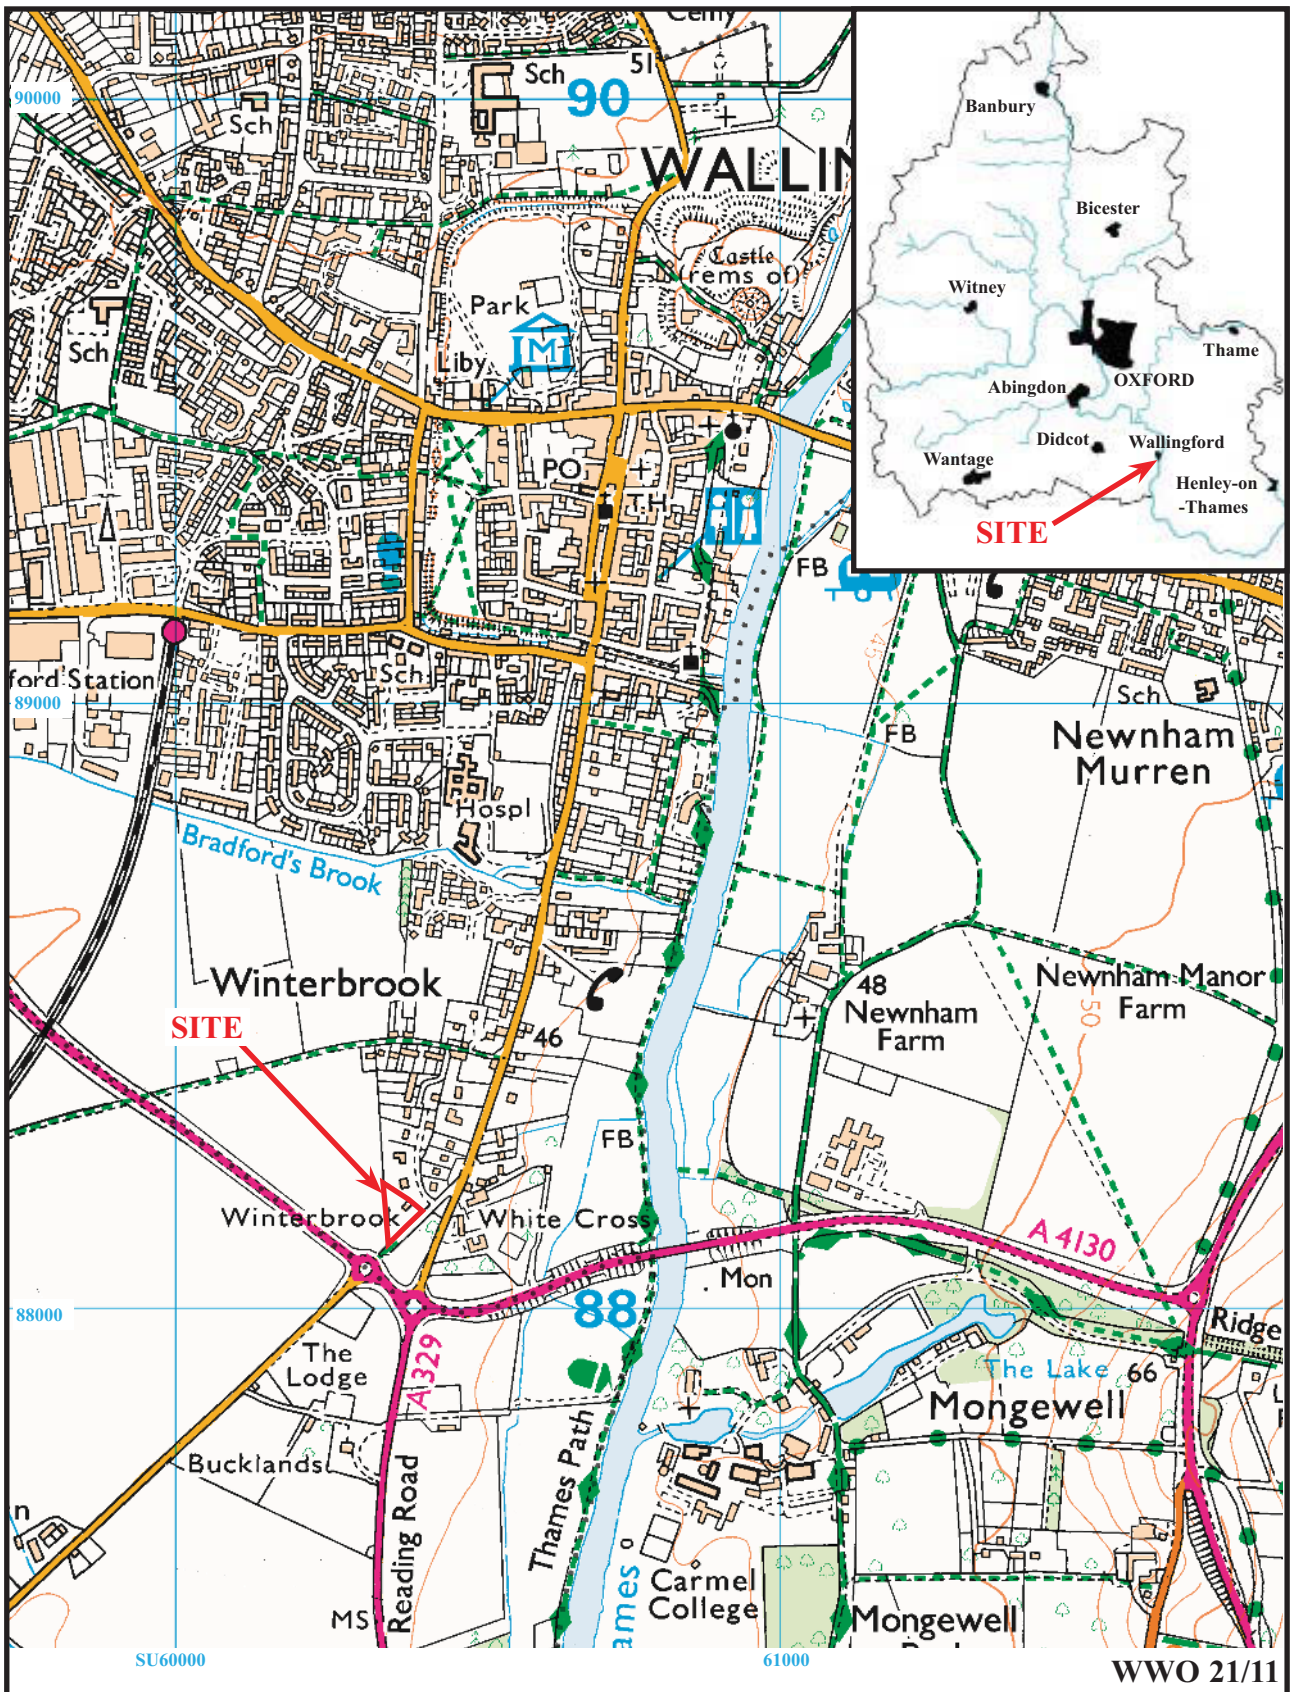 Cemy
51
Sch
90
90000
Sch
WALLIN
Castle
(rems of)
Park
M
Liby
Sch
PO
TH
FB
45
ford Station
Sch
89000
Sch
FB
Newnham
Murren
Hospl
Bradford's Brook
Winterbrook
SITE
46
48
Newnham
Farm
Newnham Manor
Farm
50
FB
Winterbrook
White Cross
A 4130
Mon
88000
88
Ridge
The
Lodge
A 329
The Lake
66
Mongewell
Bucklands
Reading Road
Thames Path
n
Carmel
College
ames
MS
Mongewell
SU60000
61000
WWO 21/11
Banbury
Bicester
Witney
Thame
OXFORD
Abingdon
Didcot
Wallingford
Wantage
Henley-on
-Thames
SITE